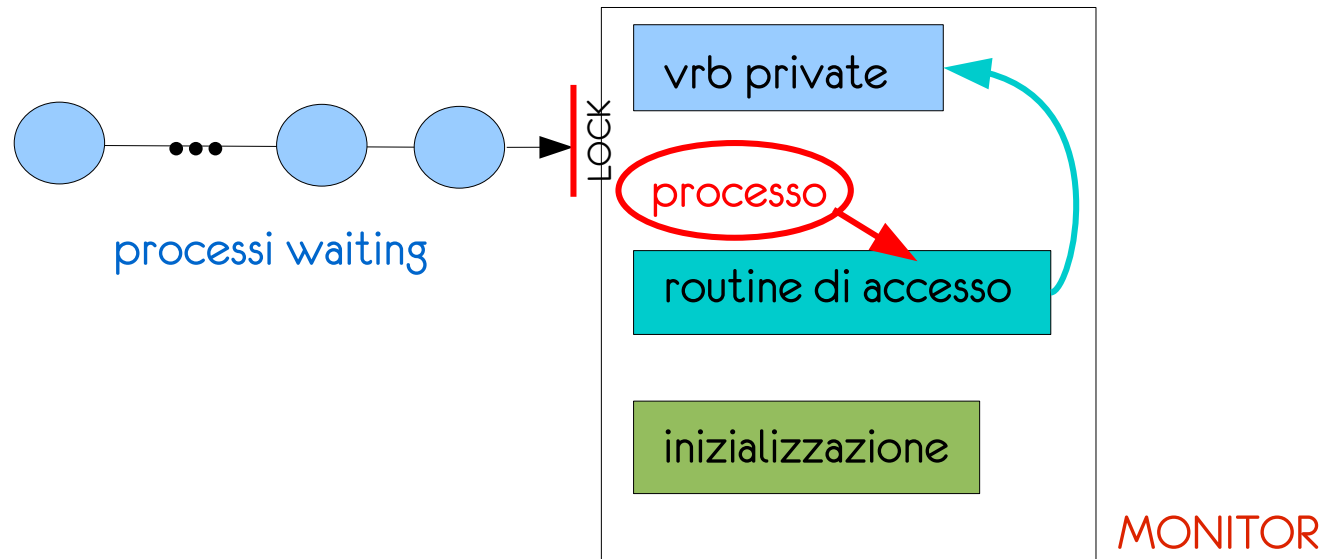 vrb private
LOCK
processo
processi waiting
routine di accesso
inizializzazione
MONITOR